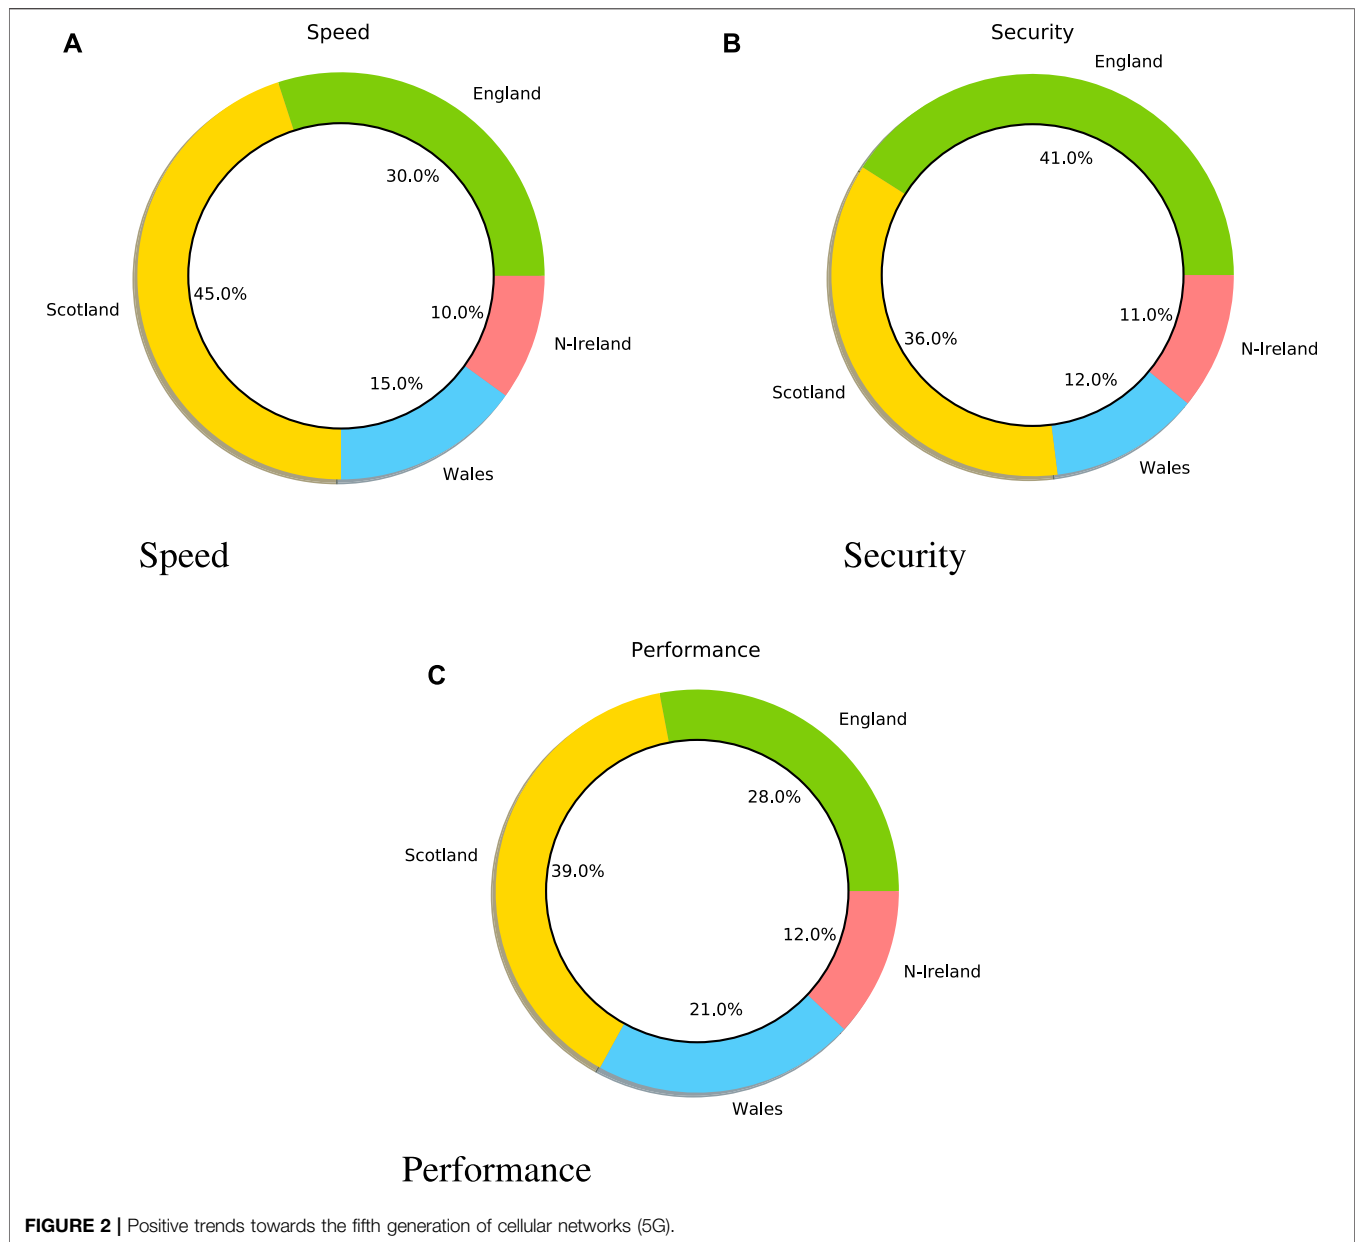 A
Speed
England
30.0%
Scotland
45.0%
10.0%
N-Ireland
15.0%
Wales
Speed
B
Security
England
41.0%
11.0%
N-Ireland
36.0%
Scotland
12.0%
Wales
Security
C
Performance
England
28.0%
Scotland
39.0%
12.0%
N-Ireland
21.0%
Wales
Performance
FIGURE 2 | Positive trends towards the fifth generation of cellular networks (5G).